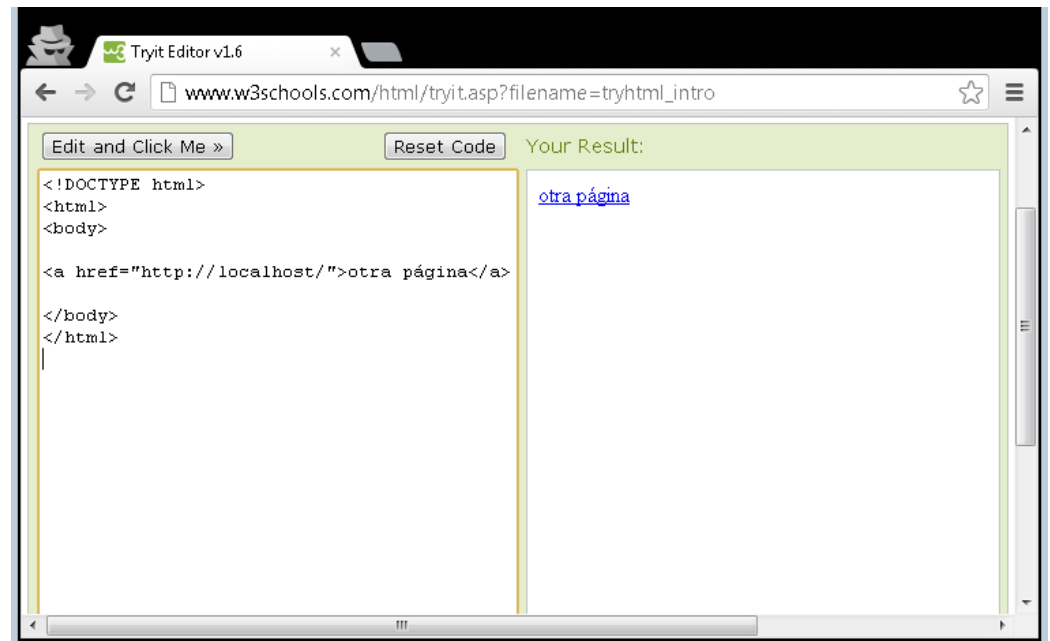 Tryit Editor v1.6
www.w3schools.com/html/tryit.asp?filename=tryhtml_intro
Edit and Click Me »
Reset Code
Your Result:
<!DOCTYPE html>
<html>
<body>
<a href="http://localhost/">otra página</a>
</body>
</html>
otra página